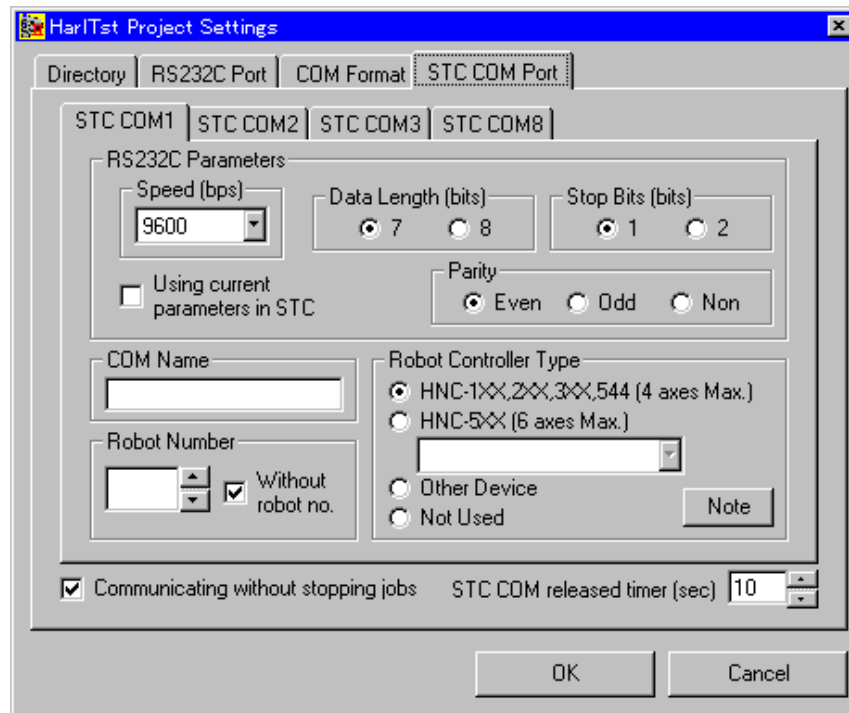 HarlTst Project Settings
Directory RS232C Port COM Format STC COM Port
STC COM1 STC COM2 STC COM3 STC COM8
RS232C Parameters
Speed (bps) Data Length (bits) Stop Bits (bits)
9600 7 8 1 2
Parity
Using current
parameters in STC
Even Odd Non
COM Name
Robot Controller Type
HNC-1XX,2XX,3XX,544 (4 axes Max.)
HNC-5XX (6 axes Max.)
Robot Number
Without
robot no.
Other Device
Not Used
Note
Communicating without stopping jobs STC COM released timer (sec) 10
OK Cancel